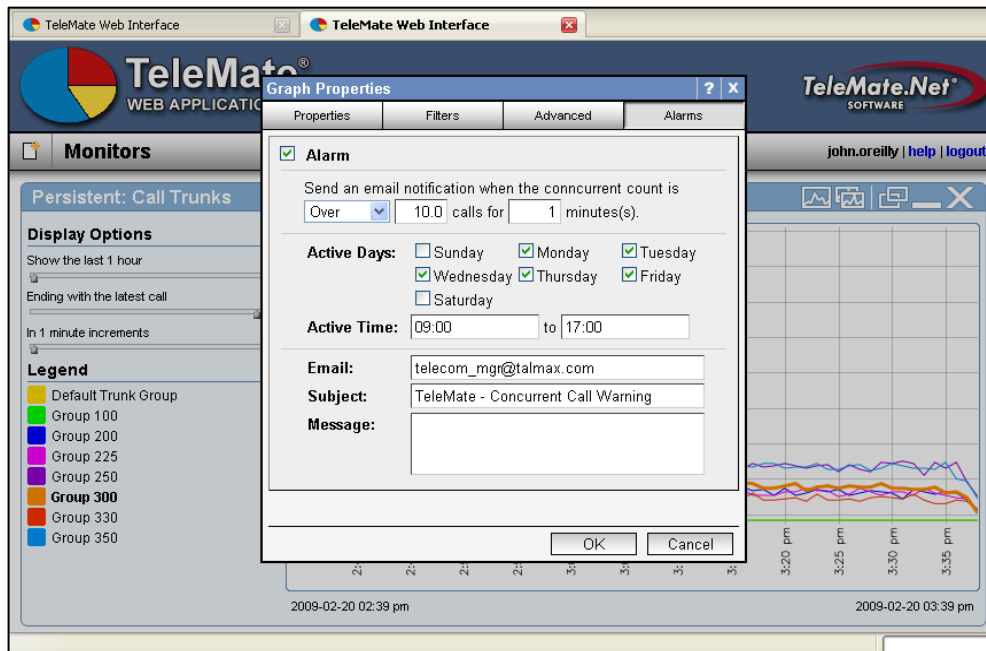 TeleMate Web Interface
TeleMate Web Interface
TeleMate®
WEB APPLICATIC
TeleMate.Net
SOFTWARE
Monitors
john.oreilly | help | logout
Persistent: Call Trunks
Display Options
Show the last 1 hour
Ending with the latest call
In 1 minute increments
Legend
Default Trunk Group
Group 100
Group 200
Group 225
Group 250
Group 300
Group 330
Group 350
Graph Properties ? X
Properties Filters Advanced Alarms
Alarm
Send an email notification when the conncurrent count is
Over 10.0 calls for 1 minutes(s).
Active Days: Sunday Monday Tuesday
Wednesday Thursday Friday
Saturday
Active Time: 09:00 to 17:00
Email: telecom_mgr@talmax.com
Subject: TeleMate - Concurrent Call Warning
Message:
OK Cancel
3:20 pm 3:25 pm 3:30 pm 3:35 pm
2009-02-20 02:39 pm 2009-02-20 03:39 pm